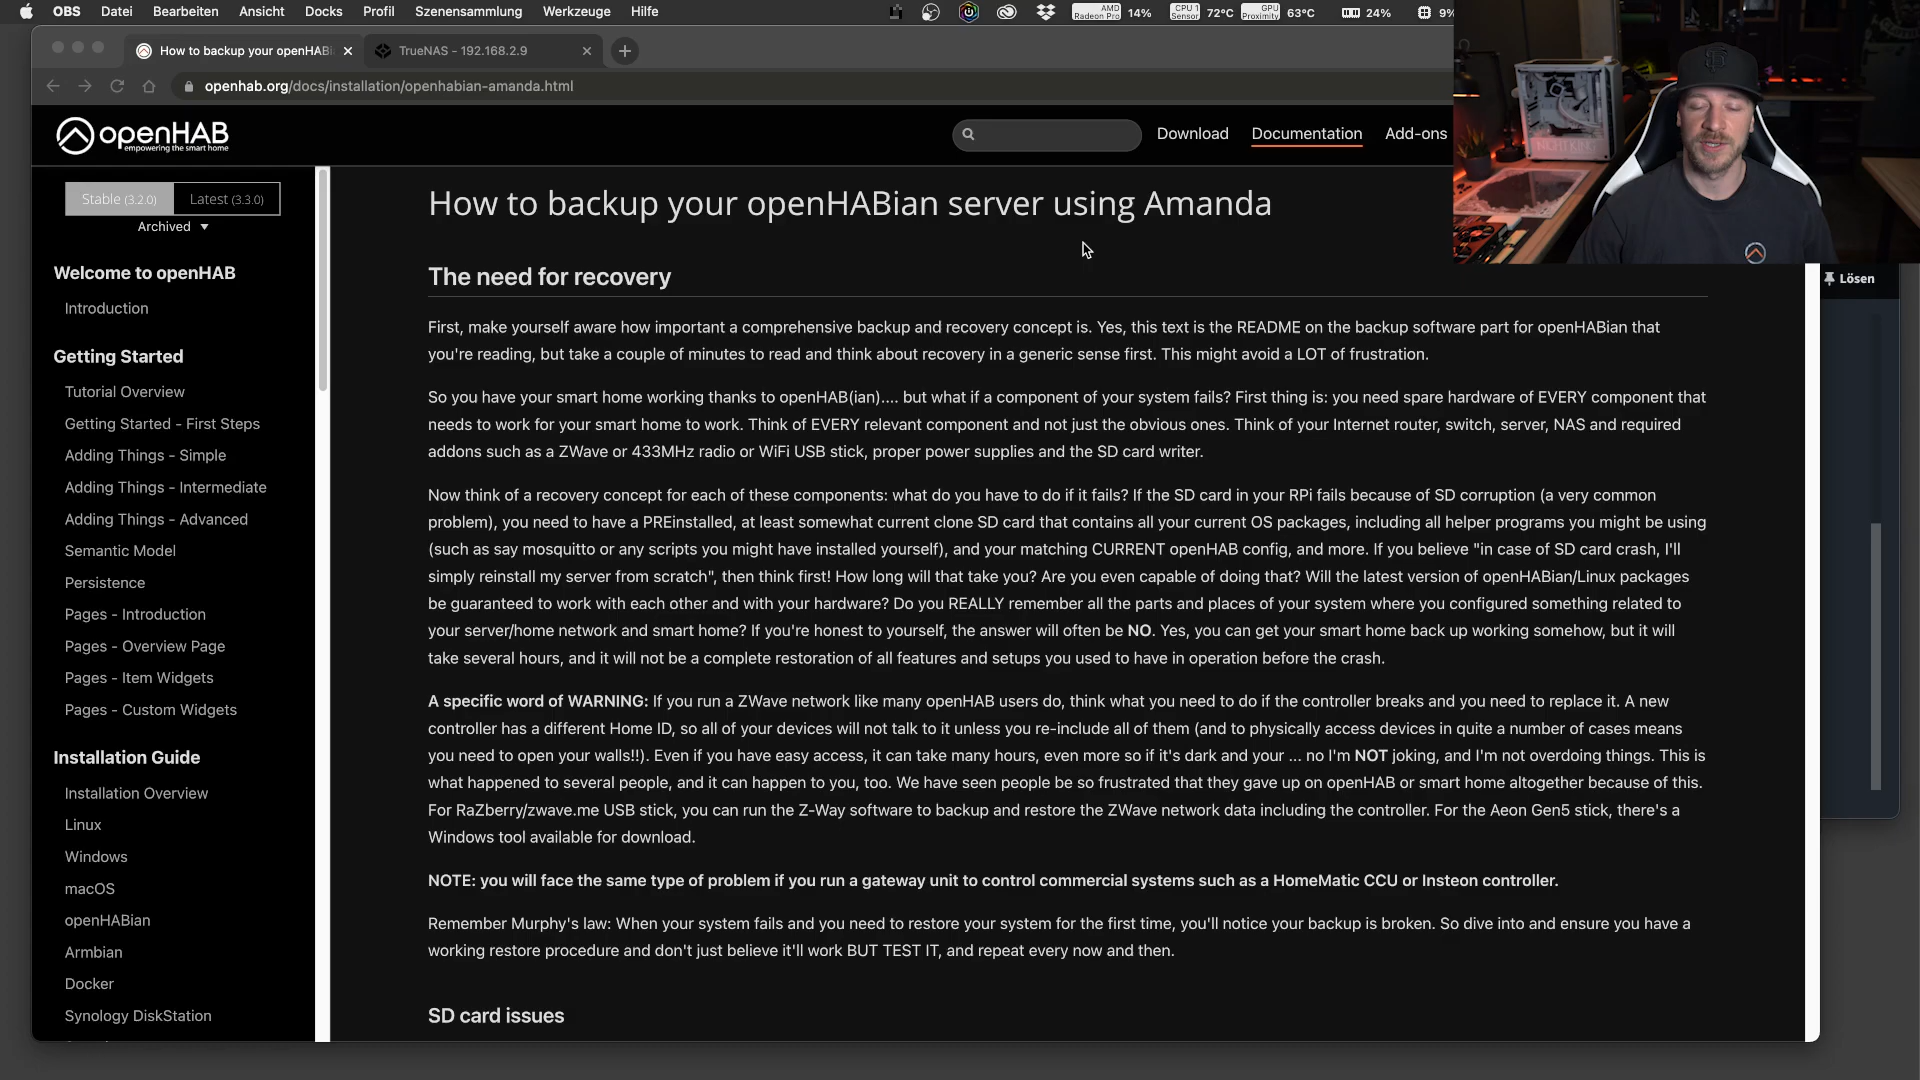 OBS Datei Bearbeiten Ansicht Docks Profil Szenensammlung Werkzeuge Hilfe
AMD Radeon Pro 14% CPU 1 Sensor 72°C GPU Proximity 63°C 24% 9%
How to backup your openHABi TrueNAS - 192.168.2.9
openhab.org/docs/installation/openhabian-amanda.html
openHAB
empowering the smart home
Download Documentation Add-ons
Lösen
Stable (3.2.0) Latest (3.3.0)
Archived
Welcome to openHAB
Introduction
Getting Started
Tutorial Overview
Getting Started - First Steps
Adding Things - Simple
Adding Things - Intermediate
Adding Things - Advanced
Semantic Model
Persistence
Pages - Introduction
Pages - Overview Page
Pages - Item Widgets
Pages - Custom Widgets
Installation Guide
Installation Overview
Linux
Windows
macOS
openHABian
Armbian
Docker
Synology DiskStation
How to backup your openHABian server using Amanda
The need for recovery
First, make yourself aware how important a comprehensive backup and recovery concept is. Yes, this text is the README on the backup software part for openHABian that
you're reading, but take a couple of minutes to read and think about recovery in a generic sense first. This might avoid a LOT of frustration.
So you have your smart home working thanks to openHAB(ian).... but what if a component of your system fails? First thing is: you need spare hardware of EVERY component that
needs to work for your smart home to work. Think of EVERY relevant component and not just the obvious ones. Think of your Internet router, switch, server, NAS and required
addons such as a ZWave or 433MHz radio or WiFi USB stick, proper power supplies and the SD card writer.
Now think of a recovery concept for each of these components: what do you have to do if it fails? If the SD card in your RPi fails because of SD corruption (a very common
problem), you need to have a PREinstalled, at least somewhat current clone SD card that contains all your current OS packages, including all helper programs you might be using
(such as say mosquitto or any scripts you might have installed yourself), and your matching CURRENT openHAB config, and more. If you believe "in case of SD card crash, I'll
simply reinstall my server from scratch", then think first! How long will that take you? Are you even capable of doing that? Will the latest version of openHABian/Linux packages
be guaranteed to work with each other and with your hardware? Do you REALLY remember all the parts and places of your system where you configured something related to
your server/home network and smart home? If you're honest to yourself, the answer will often be NO. Yes, you can get your smart home back up working somehow, but it will
take several hours, and it will not be a complete restoration of all features and setups you used to have in operation before the crash.
A specific word of WARNING: If you run a ZWave network like many openHAB users do, think what you need to do if the controller breaks and you need to replace it. A new
controller has a different Home ID, so all of your devices will not talk to it unless you re-include all of them (and to physically access devices in quite a number of cases means
you need to open your walls!!). Even if you have easy access, it can take many hours, even more so if it's dark and your ... no I'm NOT joking, and I'm not overdoing things. This is
what happened to several people, and it can happen to you, too. We have seen people be so frustrated that they gave up on openHAB or smart home altogether because of this.
For RaZberry/zwave.me USB stick, you can run the Z-Way software to backup and restore the ZWave network data including the controller. For the Aeon Gen5 stick, there's a
Windows tool available for download.
NOTE: you will face the same type of problem if you run a gateway unit to control commercial systems such as a HomeMatic CCU or Insteon controller.
Remember Murphy's law: When your system fails and you need to restore your system for the first time, you'll notice your backup is broken. So dive into and ensure you have a
working restore procedure and don't just believe it'll work BUT TEST IT, and repeat every now and then.
SD card issues